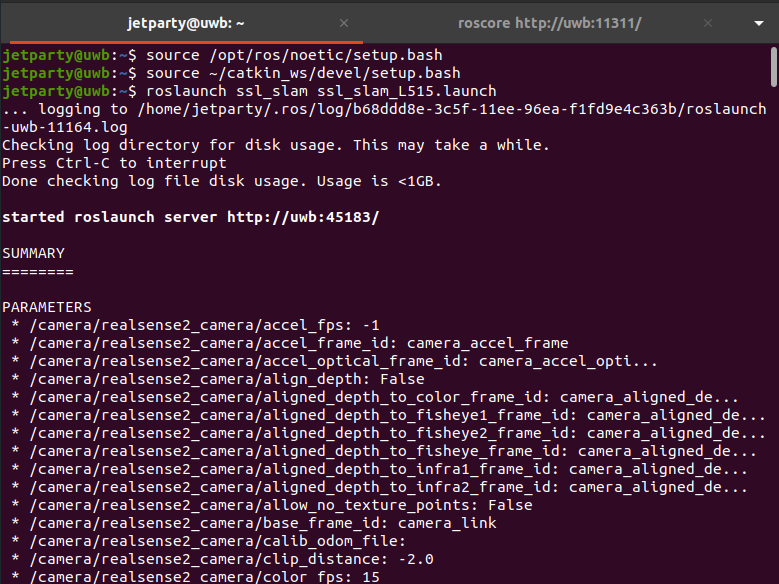 jetparty@uwb: ~ × roscore http://uwb:11311/ ×
jetparty@uwb:~$ source /opt/ros/noetic/setup.bash
jetparty@uwb:~$ source ~/catkin_ws/devel/setup.bash
jetparty@uwb:~$ roslaunch ssl_slam ssl_slam_L515.launch
... logging to /home/jetparty/.ros/log/b68ddd8e-3c5f-11ee-96ea-f1fd9e4c363b/roslaunch
-uwb-11164.log
Checking log directory for disk usage. This may take a while.
Press Ctrl-C to interrupt
Done checking log file disk usage. Usage is <1GB.
started roslaunch server http://uwb:45183/
SUMMARY
========
PARAMETERS
* /camera/realsense2_camera/accel_fps: -1
* /camera/realsense2_camera/accel_frame_id: camera_accel_frame
* /camera/realsense2_camera/accel_optical_frame_id: camera_accel_opti...
* /camera/realsense2_camera/align_depth: False
* /camera/realsense2_camera/aligned_depth_to_color_frame_id: camera_aligned_de...
* /camera/realsense2_camera/aligned_depth_to_fisheye1_frame_id: camera_aligned_de...
* /camera/realsense2_camera/aligned_depth_to_fisheye2_frame_id: camera_aligned_de...
* /camera/realsense2_camera/aligned_depth_to_fisheye_frame_id: camera_aligned_de...
* /camera/realsense2_camera/aligned_depth_to_infra1_frame_id: camera_aligned_de...
* /camera/realsense2_camera/aligned_depth_to_infra2_frame_id: camera_aligned_de...
* /camera/realsense2_camera/allow_no_texture_points: False
* /camera/realsense2_camera/base_frame_id: camera_link
* /camera/realsense2_camera/calib_odom_file:
* /camera/realsense2_camera/clip_distance: -2.0
* /camera/realsense2_camera/color_fps: 15